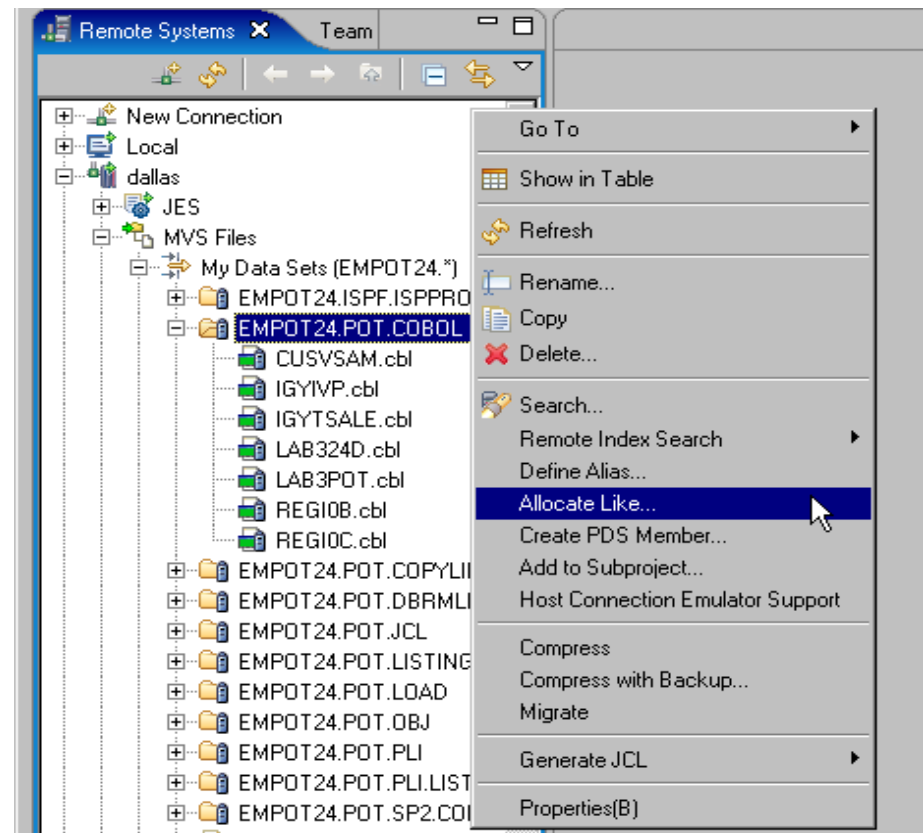 Remote Systems
Team
New Connection
Local
dallas
JES
MVS Files
My Data Sets (EMPOT24.*)
EMPOT24.ISPF.ISPPRO
EMPOT24.POT.COBOL
CUSVSAM.cbl
IGYIVP.cbl
IGYTSALE.cbl
LAB324D.cbl
LAB3POT.cbl
REGI0B.cbl
REGI0C.cbl
EMPOT24.POT.COPYLI
EMPOT24.POT.DBRMLI
EMPOT24.POT.JCL
EMPOT24.POT.LISTING
EMPOT24.POT.LOAD
EMPOT24.POT.OBJ
EMPOT24.POT.PLI
EMPOT24.POT.PLI.LIST
EMPOT24.POT.SP2.COI
Go To
Show in Table
Refresh
Rename...
Copy
Delete...
Search...
Remote Index Search
Define Alias...
Allocate Like...
Create PDS Member...
Add to Subproject...
Host Connection Emulator Support
Compress
Compress with Backup...
Migrate
Generate JCL
Properties(B)